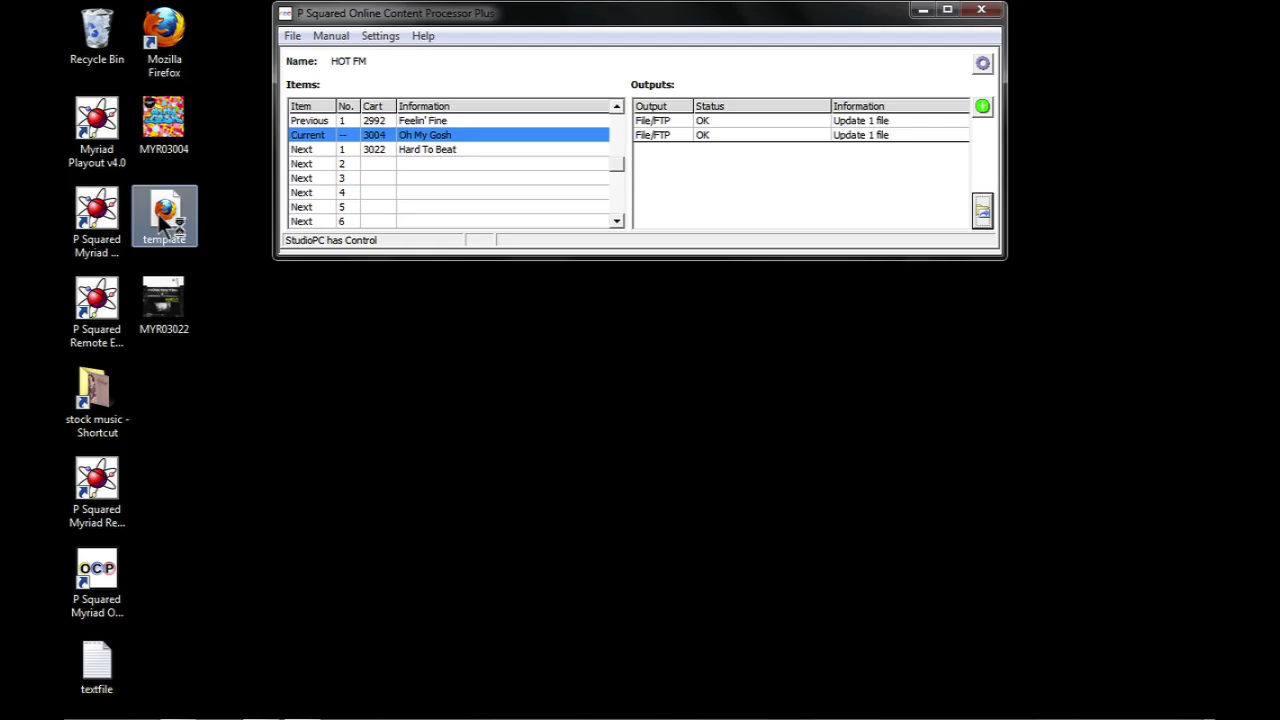 P Squared Online Content Processor Plus
File Manual Settings Help
Name: HOT FM
Items:
Outputs:
Item No. Cart Information
Previous 1 2992 Feelin' Fine
Current -- 3004 Oh My Gosh
Next 1 3022 Hard To Beat
Next 2
Next 3
Next 4
Next 5
Next 6
Output Status Information
File/FTP OK Update 1 file
File/FTP OK Update 1 file
StudioPC has Control
Recycle Bin
Mozilla
Firefox
Myriad
Playout v4.0
MYR03004
P Squared
Myriad ...
template
P Squared
Remote E...
MYR03022
stock music -
Shortcut
P Squared
Myriad Re...
OCP
P Squared
Myriad O...
textfile